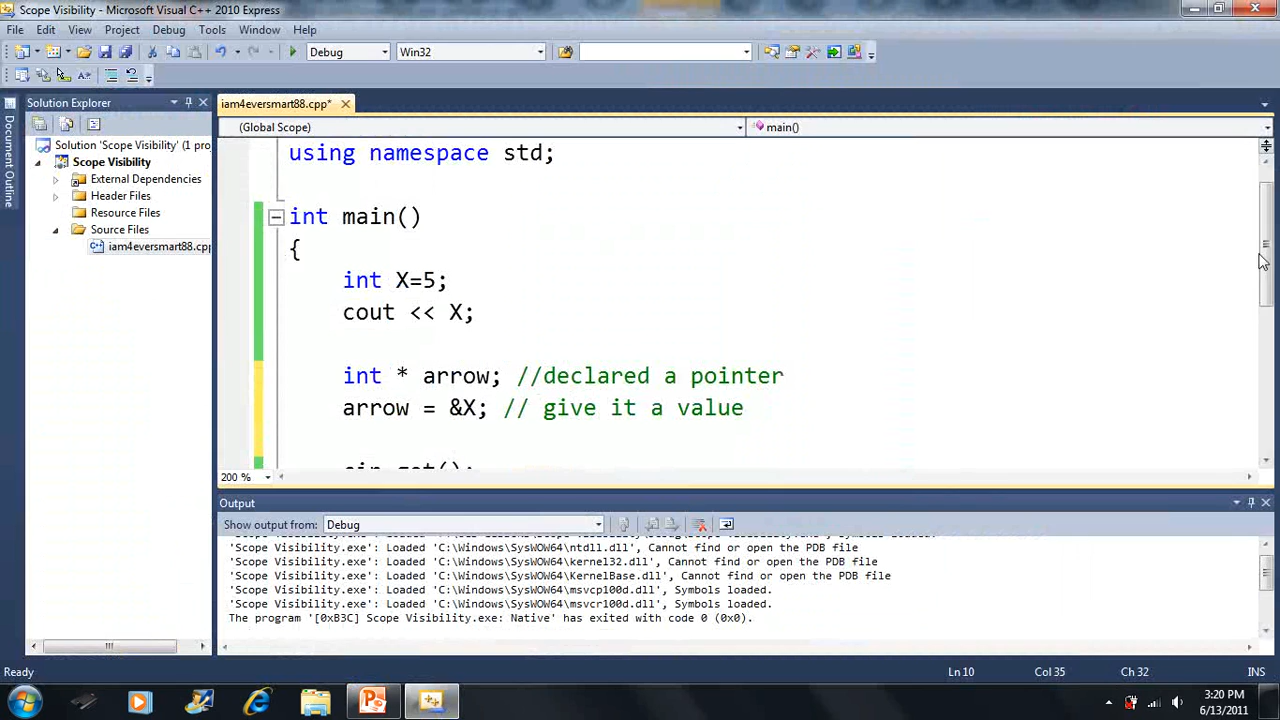 Scope Visibility - Microsoft Visual C++ 2010 Express
File Edit View Project Debug Tools Window Help
Debug Win32
Solution Explorer
iam4eversmart88.cpp*
Document Outline
(Global Scope) main()
Solution 'Scope Visibility' (1 proj
Scope Visibility
External Dependencies
Header Files
Resource Files
Source Files
iam4eversmart88.cpp
using namespace std;
int main()
{
int X=5;
cout << X;
int * arrow; //declared a pointer
arrow = &X; // give it a value
cin.get();
200 %
Output
Show output from: Debug
'Scope Visibility.exe': Loaded 'C:\Windows\SysWOW64\ntdll.dll', Cannot find or open the PDB file
'Scope Visibility.exe': Loaded 'C:\Windows\SysWOW64\kernel32.dll', Cannot find or open the PDB file
'Scope Visibility.exe': Loaded 'C:\Windows\SysWOW64\KernelBase.dll', Cannot find or open the PDB file
'Scope Visibility.exe': Loaded 'C:\Windows\SysWOW64\msvcp100d.dll', Symbols loaded.
'Scope Visibility.exe': Loaded 'C:\Windows\SysWOW64\msvcr100d.dll', Symbols loaded.
The program '[0xB3C] Scope Visibility.exe: Native' has exited with code 0 (0x0).
Ready Ln 10 Col 35 Ch 32 INS
3:20 PM
6/13/2011